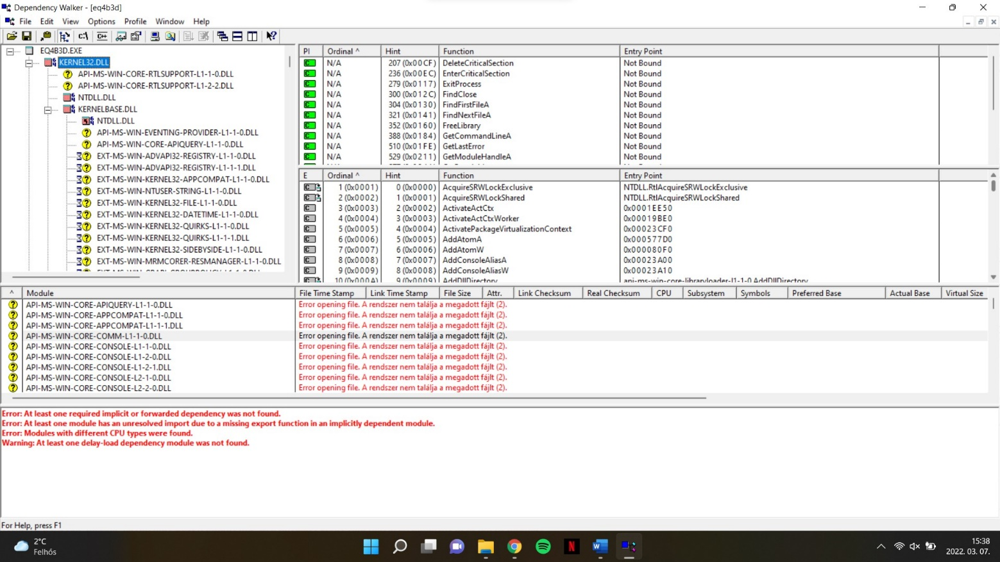 Dependency Walker - [eq4b3d]
File Edit View Options Profile Window Help
EQ4B3D.EXE
KERNEL32.DLL
API-MS-WIN-CORE-RTLSUPPORT-L1-1-0.DLL
API-MS-WIN-CORE-RTLSUPPORT-L1-2-2.DLL
NTDLL.DLL
KERNELBASE.DLL
NTDLL.DLL
API-MS-WIN-EVENTING-PROVIDER-L1-1-0.DLL
API-MS-WIN-CORE-APIQUERY-L1-1-0.DLL
EXT-MS-WIN-ADVAPI32-REGISTRY-L1-1-0.DLL
EXT-MS-WIN-ADVAPI32-REGISTRY-L1-1-1.DLL
EXT-MS-WIN-KERNEL32-APPCOMPAT-L1-1-0.DLL
EXT-MS-WIN-NTUSER-STRING-L1-1-0.DLL
EXT-MS-WIN-KERNEL32-FILE-L1-1-0.DLL
EXT-MS-WIN-KERNEL32-DATETIME-L1-1-0.DLL
EXT-MS-WIN-KERNEL32-QUIRKS-L1-1-0.DLL
EXT-MS-WIN-KERNEL32-QUIRKS-L1-1-1.DLL
EXT-MS-WIN-KERNEL32-SIDEBYSIDE-L1-1-0.DLL
EXT-MS-WIN-MRMCORER-RESMANAGER-L1-1-0.DLL
PI Ordinal ^ Hint Function Entry Point
C N/A 207 (0x00CF) DeleteCriticalSection Not Bound
C N/A 236 (0x00EC) EnterCriticalSection Not Bound
C N/A 279 (0x0117) ExitProcess Not Bound
C N/A 300 (0x012C) FindClose Not Bound
C N/A 304 (0x0130) FindFirstFileA Not Bound
C N/A 321 (0x0141) FindNextFileA Not Bound
C N/A 352 (0x0160) FreeLibrary Not Bound
C N/A 388 (0x0184) GetCommandLineA Not Bound
C N/A 510 (0x01FE) GetLastError Not Bound
C N/A 529 (0x0211) GetModuleHandleA Not Bound
E Ordinal ^ Hint Function Entry Point
C 1 (0x0001) 0 (0x0000) AcquireSRWLockExclusive NTDLL.RtlAcquireSRWLockExclusive
C 2 (0x0002) 1 (0x0001) AcquireSRWLockShared NTDLL.RtlAcquireSRWLockShared
C 3 (0x0003) 2 (0x0002) ActivateActCtx 0x0001EE50
C 4 (0x0004) 3 (0x0003) ActivateActCtxWorker 0x00019BE0
C 5 (0x0005) 4 (0x0004) ActivatePackageVirtualizationContext 0x00023CF0
C 6 (0x0006) 5 (0x0005) AddAtomA 0x000577D0
C 7 (0x0007) 6 (0x0006) AddAtomW 0x000080F0
C 8 (0x0008) 7 (0x0007) AddConsoleAliasA 0x00023A00
C 9 (0x0009) 8 (0x0008) AddConsoleAliasW 0x00023A10
C 10 (0x000A) 9 (0x0009) AddDllDirectory api-ms-win-core-libraryloader-l1-1-0.AddDllDirectory
^ Module File Time Stamp Link Time Stamp File Size Attr. Link Checksum Real Checksum CPU Subsystem Symbols Preferred Base Actual Base Virtual Size
API-MS-WIN-CORE-APIQUERY-L1-1-0.DLL Error opening file. A rendszer nem találja a megadott fájlt (2).
API-MS-WIN-CORE-APPCOMPAT-L1-1-0.DLL Error opening file. A rendszer nem találja a megadott fájlt (2).
API-MS-WIN-CORE-APPCOMPAT-L1-1-1.DLL Error opening file. A rendszer nem találja a megadott fájlt (2).
API-MS-WIN-CORE-COMM-L1-1-0.DLL Error opening file. A rendszer nem találja a megadott fájlt (2).
API-MS-WIN-CORE-CONSOLE-L1-1-0.DLL Error opening file. A rendszer nem találja a megadott fájlt (2).
API-MS-WIN-CORE-CONSOLE-L1-2-0.DLL Error opening file. A rendszer nem találja a megadott fájlt (2).
API-MS-WIN-CORE-CONSOLE-L1-2-1.DLL Error opening file. A rendszer nem találja a megadott fájlt (2).
API-MS-WIN-CORE-CONSOLE-L2-1-0.DLL Error opening file. A rendszer nem találja a megadott fájlt (2).
API-MS-WIN-CORE-CONSOLE-L2-2-0.DLL Error opening file. A rendszer nem találja a megadott fájlt (2).
Error: At least one required implicit or forwarded dependency was not found.
Error: At least one module has an unresolved import due to a missing export function in an implicitly dependent module.
Error: Modules with different CPU types were found.
Warning: At least one delay-load dependency module was not found.
For Help, press F1
2°C
Felhős
15:38
2022. 03. 07.